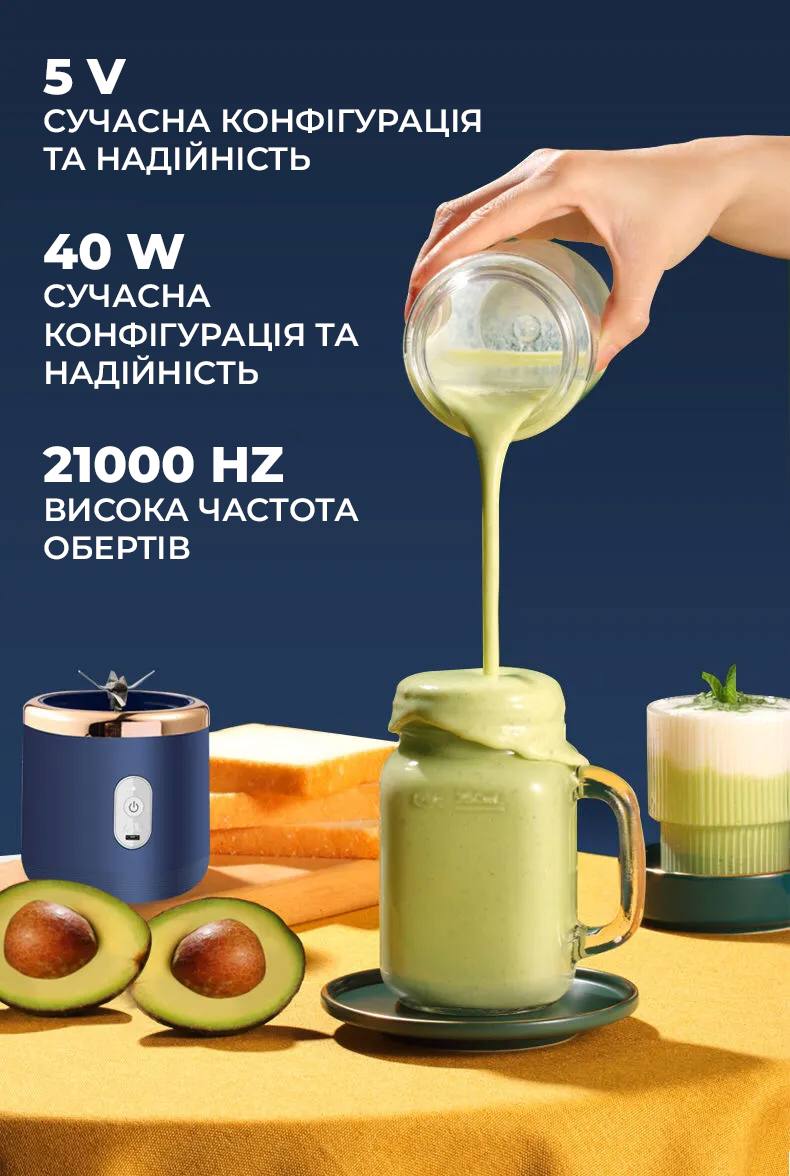 5 V
СУЧАСНА КОНФІГУРАЦІЯ
ТА НАДІЙНІСТЬ
40 W
СУЧАСНА
КОНФІГУРАЦІЯ ТА
НАДІЙНІСТЬ
21000 HZ
ВИСОКА ЧАСТОТА
ОБЕРТІВ